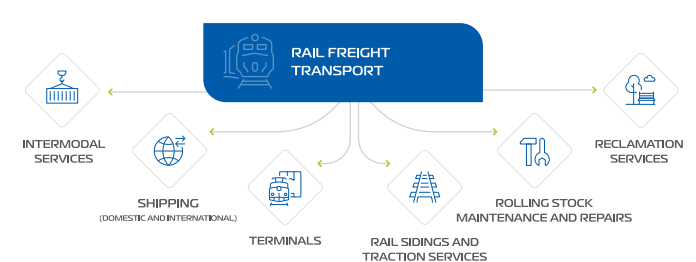 RAIL FREIGHT
TRANSPORT
INTERMODAL
SERVICES
SHIPPING
(DOMESTIC AND INTERNATIONAL)
TERMINALS
RAIL SIDINGS AND
TRACTION SERVICES
ROLLING STOCK
MAINTENANCE AND REPAIRS
RECLAMATION
SERVICES